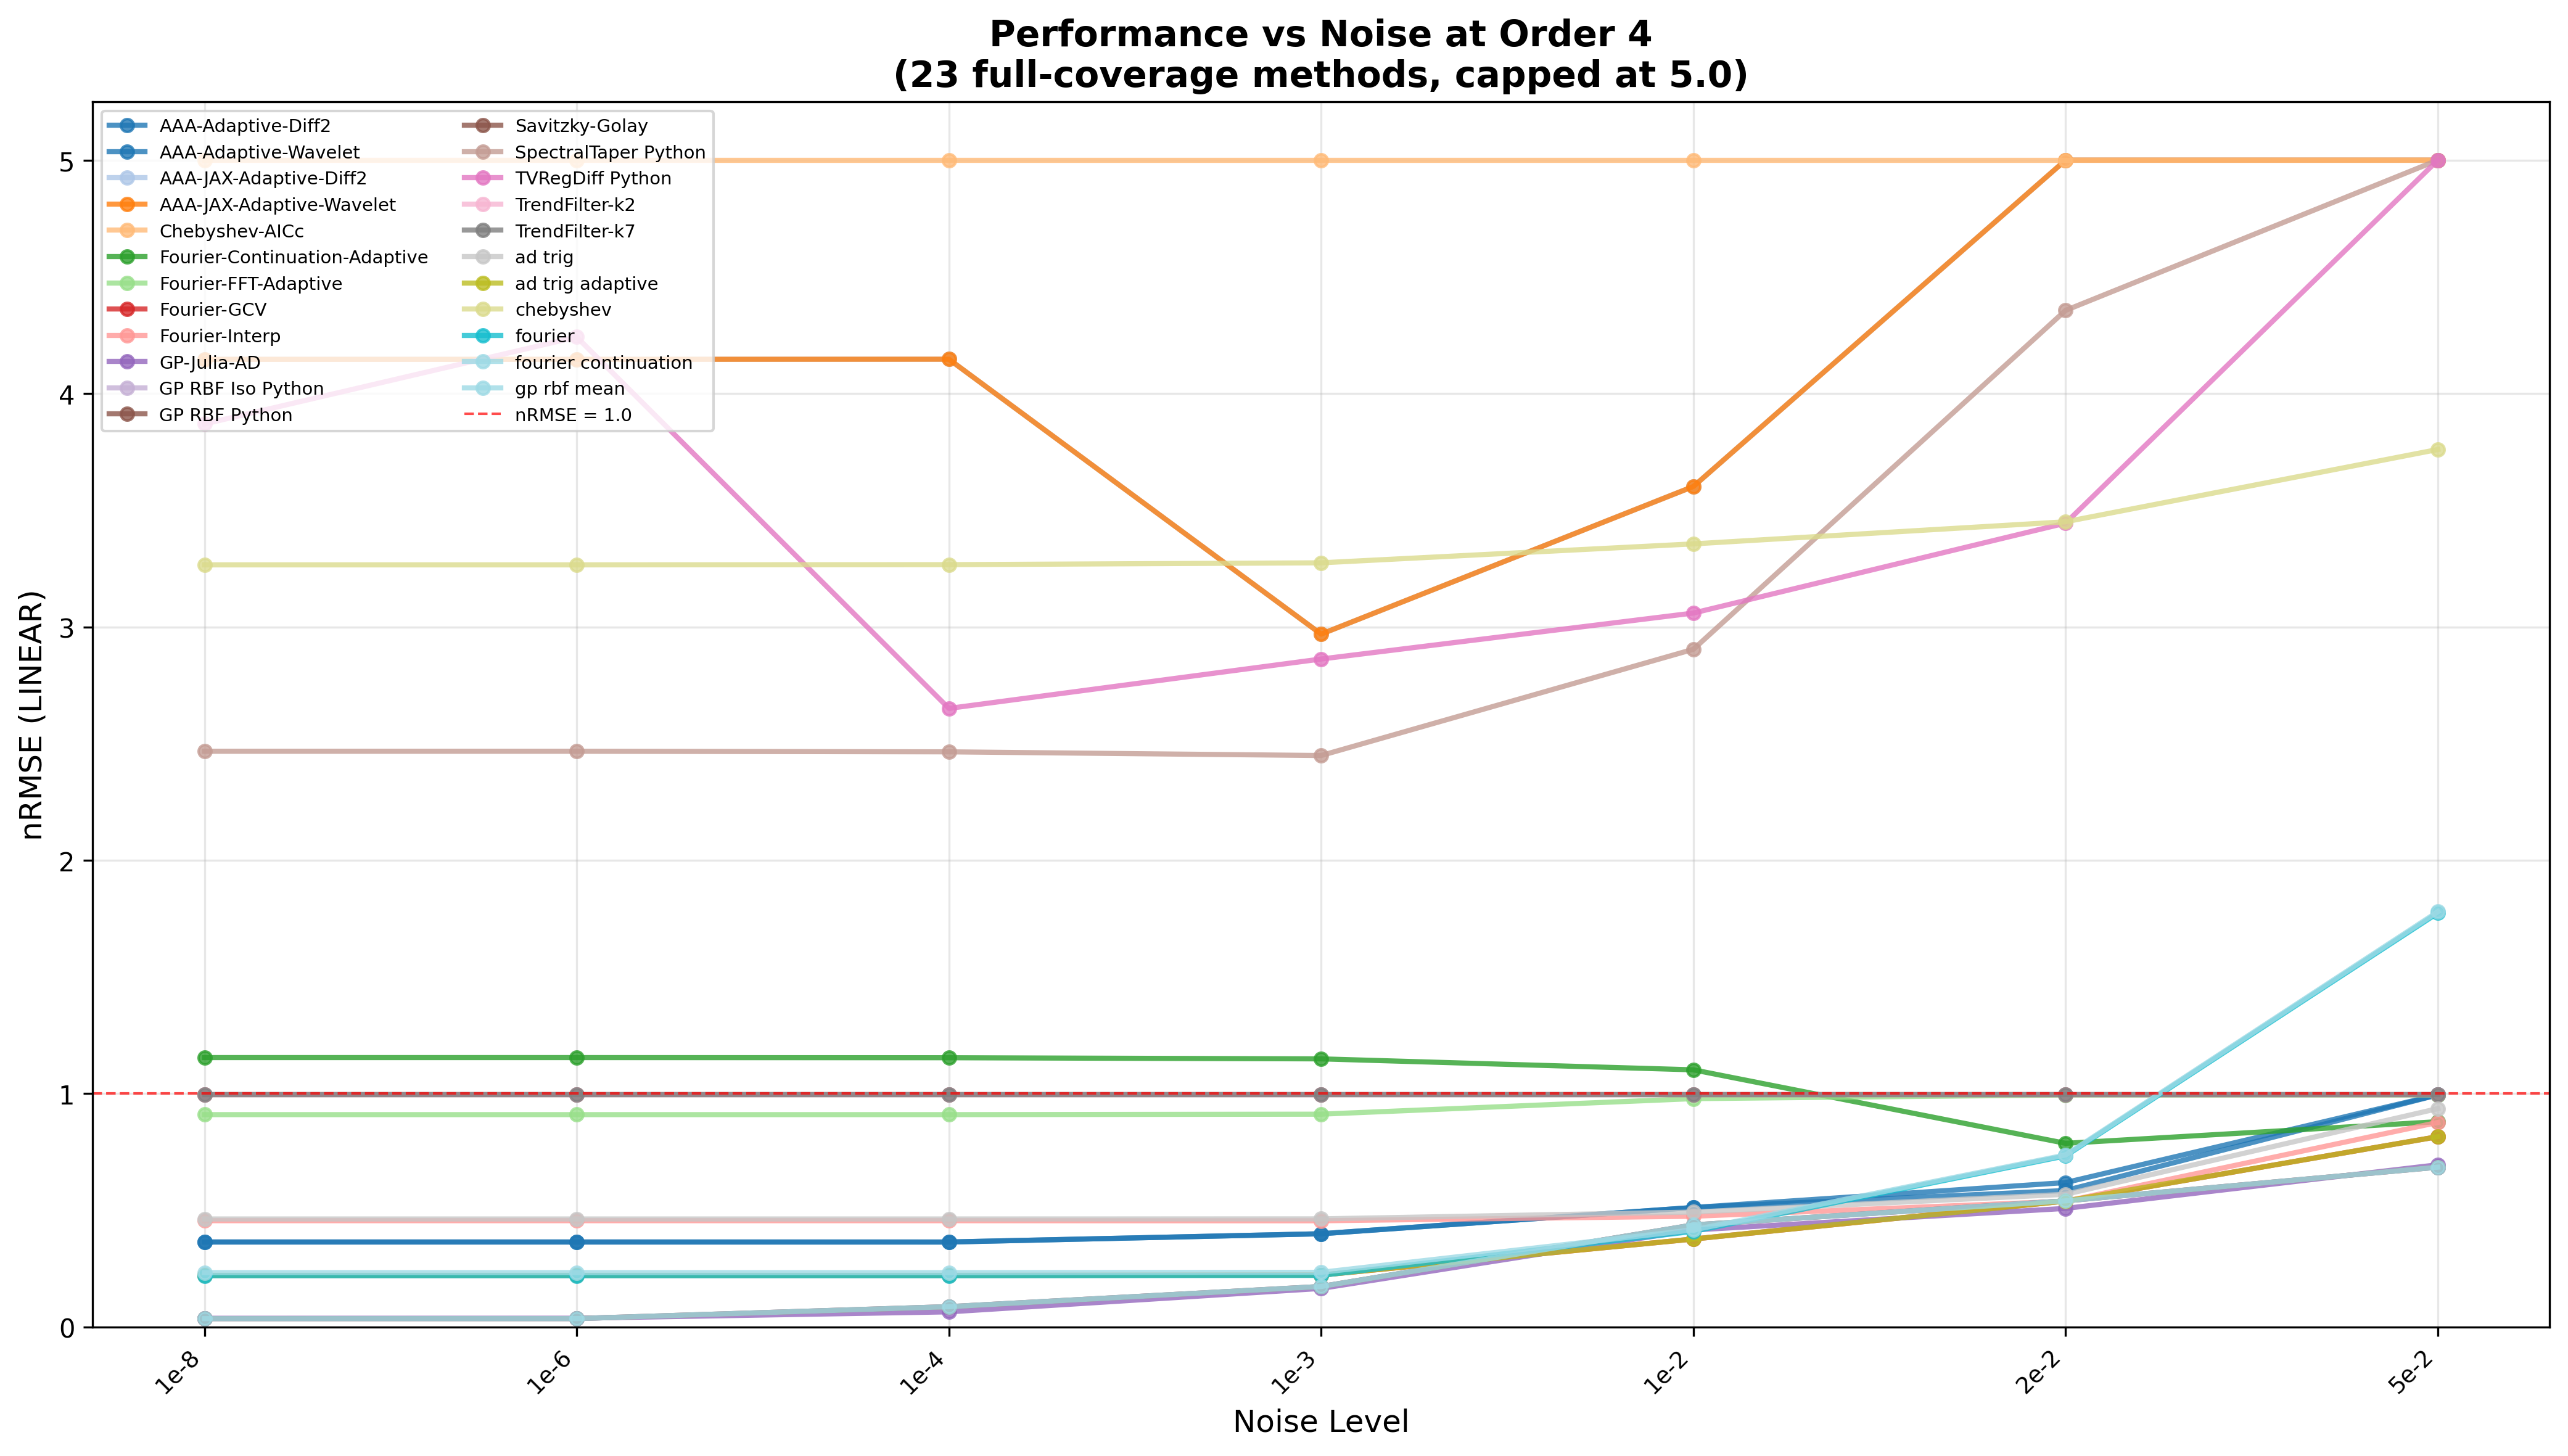 Performance vs Noise at Order 4
(23 full-coverage methods, capped at 5.0)
AAA-Adaptive-Diff2
AAA-Adaptive-Wavelet
AAA-JAX-Adaptive-Diff2
AAA-JAX-Adaptive-Wavelet
Chebyshev-AICc
Fourier-Continuation-Adaptive
Fourier-FFT-Adaptive
Fourier-GCV
Fourier-Interp
GP-Julia-AD
GP RBF Iso Python
GP RBF Python
Savitzky-Golay
SpectralTaper Python
TVRegDiff Python
TrendFilter-k2
TrendFilter-k7
ad trig
ad trig adaptive
chebyshev
fourier
fourier continuation
gp rbf mean
nRMSE = 1.0
nRMSE (LINEAR)
5
4
3
2
1
0
1e-8
1e-6
1e-4
1e-3
1e-2
2e-2
5e-2
Noise Level